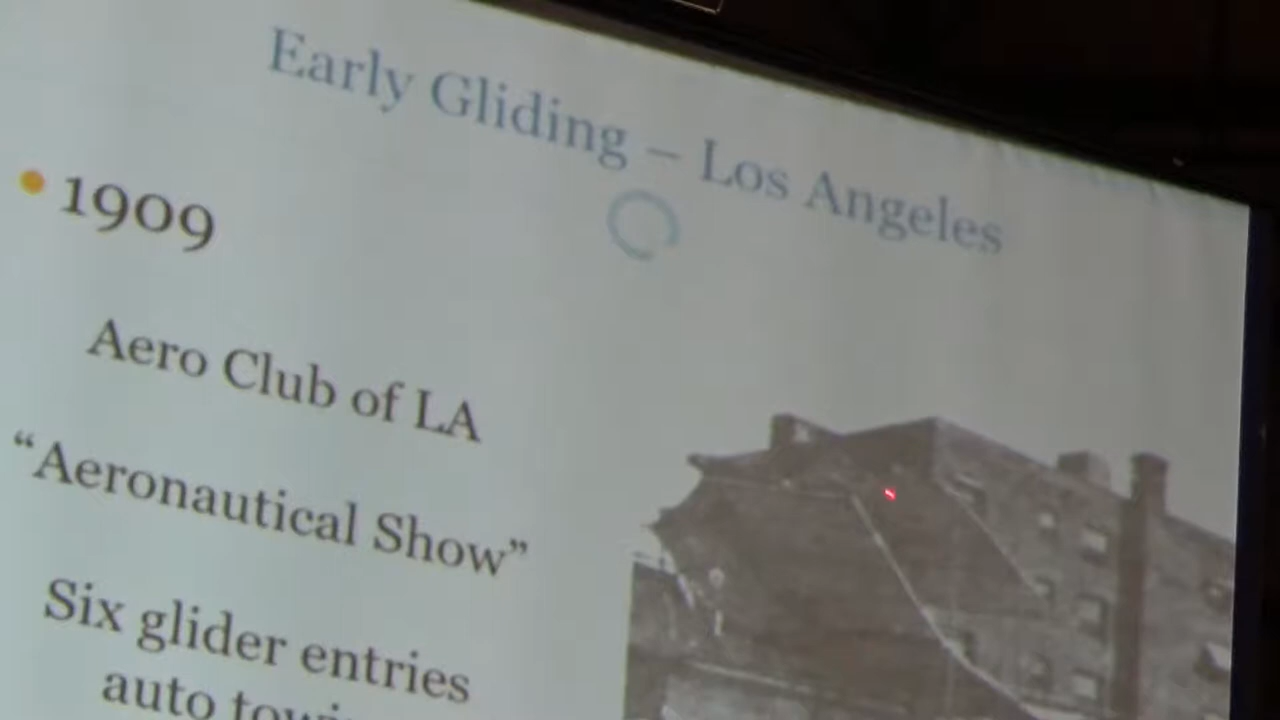 Early Gliding – Los Angeles
• 1909
Aero Club of LA
“Aeronautical Show”
Six glider entries
auto